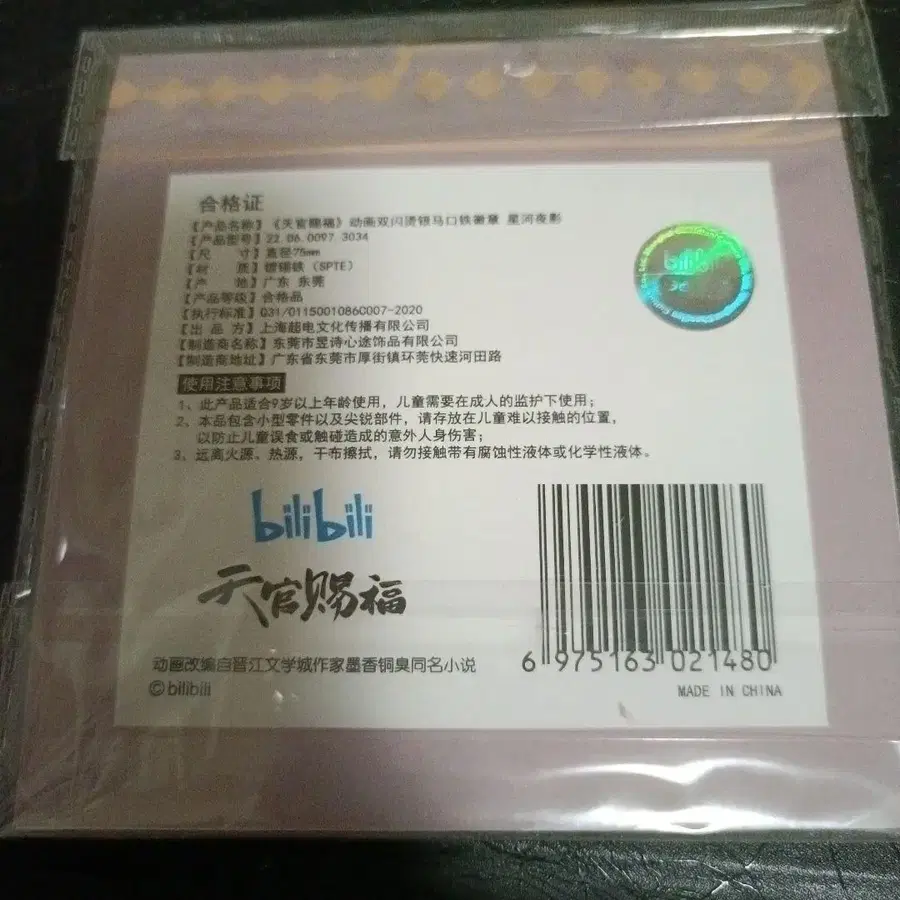 合格证
【产品名称】《天官赐福》动画双闪烫银马口铁徽章 星河夜影
【产品型号】22.06.0097.3034
【尺 寸】直径75mm
【材 质】镀锡铁（SPTE）
【产 地】广东 东莞
【产品等级】合格品
【执行标准】Q31/0115001086C007-2020
【出 品 方】上海超电文化传播有限公司
【制造商名称】东莞市昱诗心途饰品有限公司
【制造商地址】广东省东莞市厚街镇环莞快速河田路
使用注意事项
1、此产品适合9岁以上年龄使用，儿童需要在成人的监护下使用；
2、本品包含小型零件以及尖锐部件，请存放在儿童难以接触的位置，
以防止儿童误食或触碰造成的意外人身伤害；
3、远离火源、热源，干布擦拭，请勿接触带有腐蚀性液体或化学性液体。
bilibili
bilibili
天官赐福
动画改编自晋江文学城作家墨香铜臭同名小说
©bilibili
6 975163 021480
MADE IN CHINA